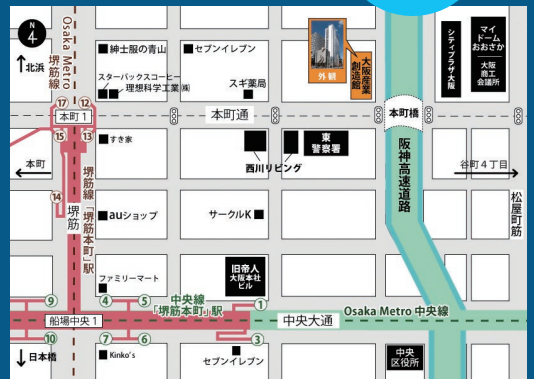 N
4
北浜
Osaka Metro
堺筋線
紳士服の青山
セブンイレブン
スターバックスコーヒー
理想科学工業㈱
スギ薬局
外観
大阪産業
創造館
シティプラザ大阪
マイ
ドーム
おおさか
大阪
商工
会議所
17
12
本町1
15
13
本町通
本町橋
すき家
西川リビング
東
警察署
阪神高速道路
谷町4丁目
本町
14
堺筋
堺筋線「堺筋本町」駅
auショップ
サークルK
松屋町筋
ファミリーマート
旧帝人
大阪本社
ビル
9
4
5
中央線
「堺筋本町」駅
1
船場中央1
中央大通
Osaka Metro 中央線
10
7
6
3
日本橋
Kinko's
セブンイレブン
中央
区役所